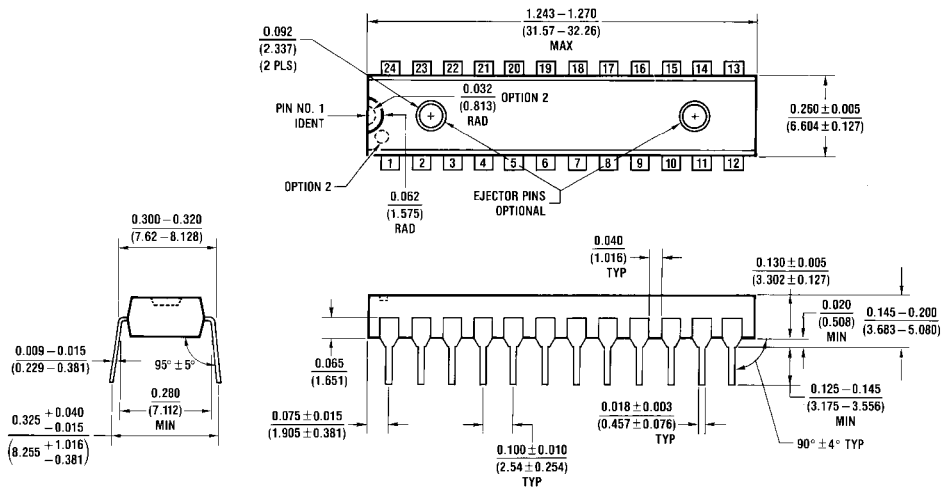 1.243–1.270
(31.57–32.26)
MAX
0.092
(2.337)
(2 PLS)
24 23 22 21 20 19 18 17 16 15 14 13
0.032
(0.813)
RAD
OPTION 2
PIN NO. 1
IDENT
0.260 ± 0.005
(6.604 ± 0.127)
1 2 3 4 5 6 7 8 9 10 11 12
OPTION 2
0.062
(1.575)
RAD
EJECTOR PINS
OPTIONAL
0.300 – 0.320
(7.62 – 8.128)
0.040
(1.016)
TYP
0.130 ± 0.005
(3.302 ± 0.127)
0.020
(0.508)
MIN
0.145 – 0.200
(3.683 – 5.080)
0.009 – 0.015
(0.229 – 0.381)
95° ± 5°
0.280
(7.112)
MIN
0.325 + 0.040
– 0.015
(8.255 + 1.016
– 0.381)
0.065
(1.651)
0.075 ± 0.015
(1.905 ± 0.381)
0.100 ± 0.010
(2.54 ± 0.254)
TYP
0.018 ± 0.003
(0.457 ± 0.076)
TYP
0.125 – 0.145
(3.175 – 3.556)
MIN
90° ± 4° TYP